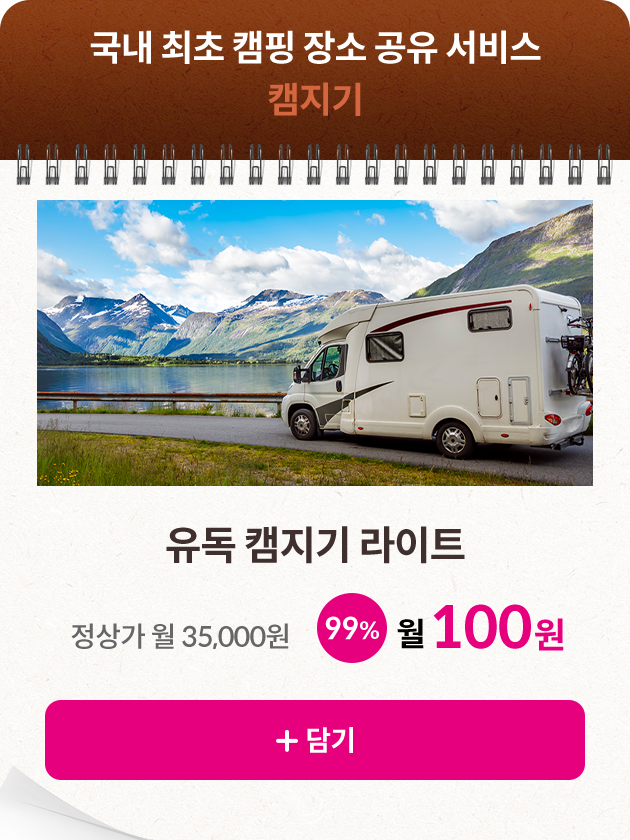 국내 최초 캠핑 장소 공유 서비스
캠지기
유독 캠지기 라이트
정상가 월 35,000원 99% 월 100원
+ 담기